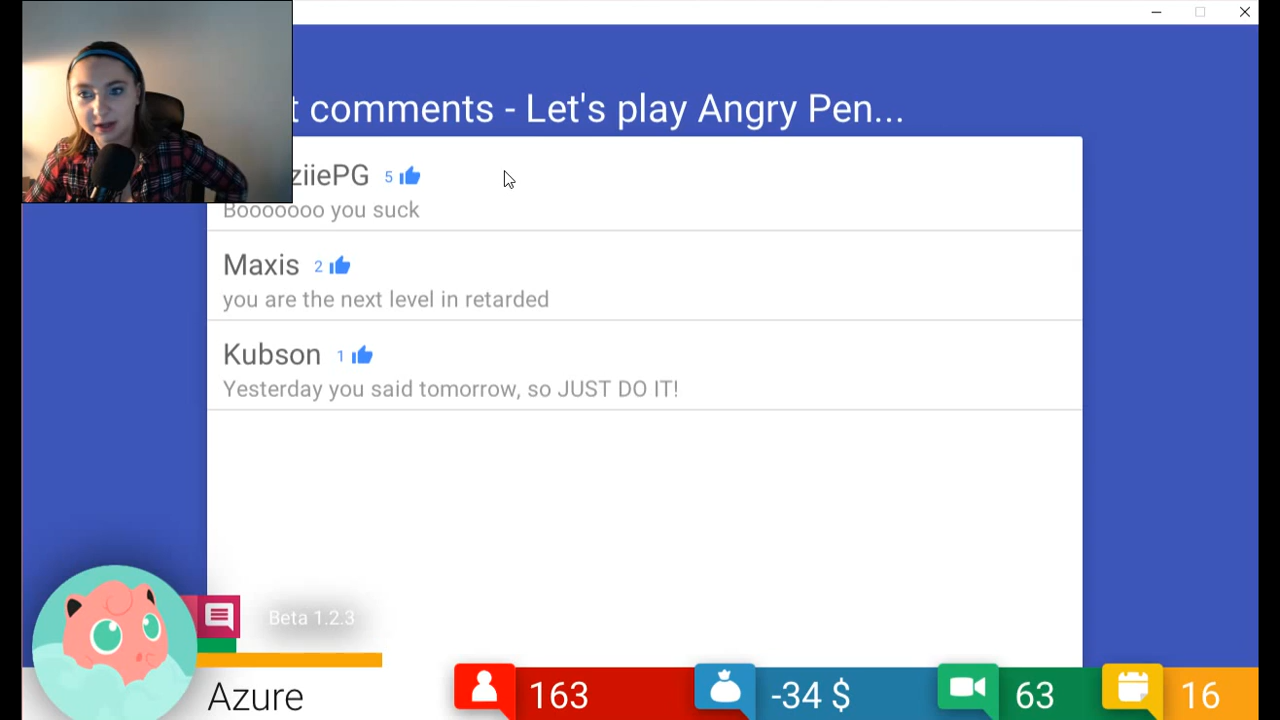 t comments - Let's play Angry Pen...
ziiePG 5
Booooooo you suck
Maxis 2
you are the next level in retarded
Kubson 1
Yesterday you said tomorrow, so JUST DO IT!
Beta 1.2.3
Azure
163
-34 $
63
16